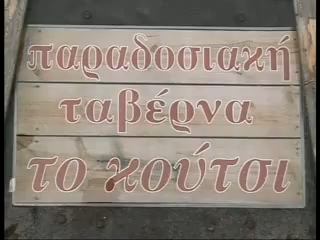 παραδοσιακή
ταβέρνα
το κούτσι